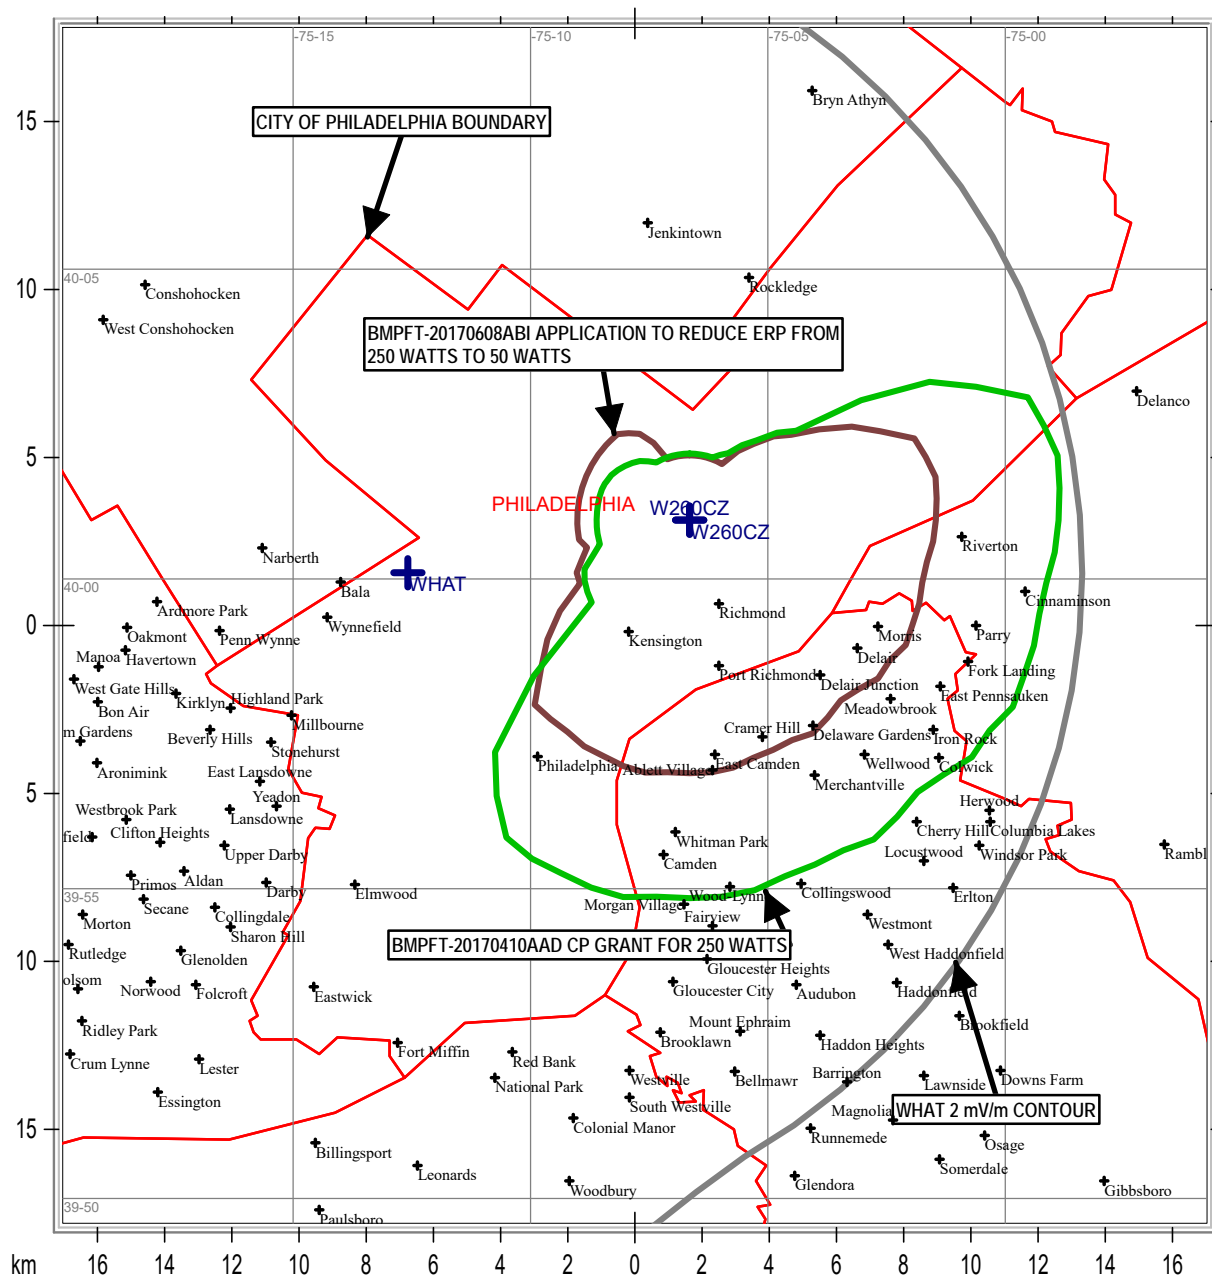 -75-15
-75-10
-75-05
-75-00
Bryn Athyn
15
CITY OF PHILADELPHIA BOUNDARY
Jenkintown
40-05
Rockledge
10
Conshohocken
West Conshohocken
BMPFT-20170608ABI APPLICATION TO REDUCE ERP FROM
250 WATTS TO 50 WATTS
Delanco
5
PHILADELPHIA
W260CZ
W260CZ
Riverton
Narberth
40-00
WHAT
Bala
Cinnaminson
Ardmore Park
Richmond
Wynnefield
0
Oakmont
Penn Wynne
Kensington
Morris
Parry
Manoa
Havertown
Delair
Fork Landing
West Gate Hills
Kirklyn
Highland Park
Port Richmond
Delair Junction
East Pennsauken
Bon Air
Millbourne
Meadowbrook
m Gardens
Beverly Hills
Stonehurst
Cramer Hill
Delaware Gardens
Iron Rock
Aronimink
East Lansdowne
Philadelphia
Ablett Village
East Camden
Wellwood
Colwick
Yeadon
Merchantville
Westbrook Park
Lansdowne
Herwood
5
field
Clifton Heights
Whitman Park
Cherry Hill
Columbia Lakes
Upper Darby
Camden
Locustwood
Windsor Park
Rambl
Primos
Aldan
Darby
Elmwood
39-55
Secane
Collingdale
Morgan Village
Wood-Lynn
Collingswood
Erlton
Morton
Sharon Hill
Fairview
Westmont
Rutledge
Glenolden
BMPFT-20170410AAD CP GRANT FOR 250 WATTS
West Haddonfield
10
olsom
Norwood
Folcroft
Eastwick
Gloucester Heights
Gloucester City
Audubon
Haddonfield
Ridley Park
Mount Ephraim
Brookfield
Crum Lynne
Lester
Fort Miffin
Red Bank
Brooklawn
Haddon Heights
Essington
National Park
Westville
Bellmawr
Barrington
Lawnside
Downs Farm
South Westville
Magnolia
WHAT 2 mV/m CONTOUR
15
Colonial Manor
Runnemede
Osage
Billingsport
Leonards
Woodbury
Glendora
Somerdale
Gibbsboro
39-50
Paulsboro
km 16 14 12 10 8 6 4 2 0 2 4 6 8 10 12 14 16